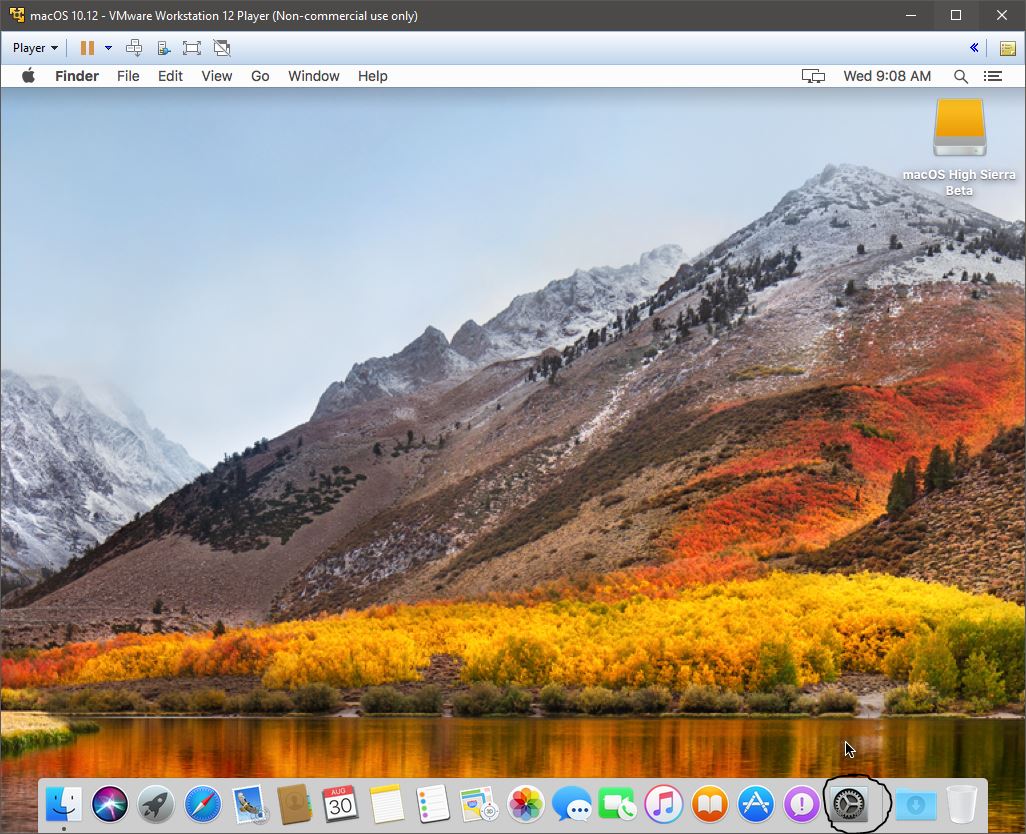 macOS 10.12 - VMware Workstation 12 Player (Non-commercial use only)
Player
Finder File Edit View Go Window Help Wed 9:08 AM
macOS High Sierra
Beta
AUG
30